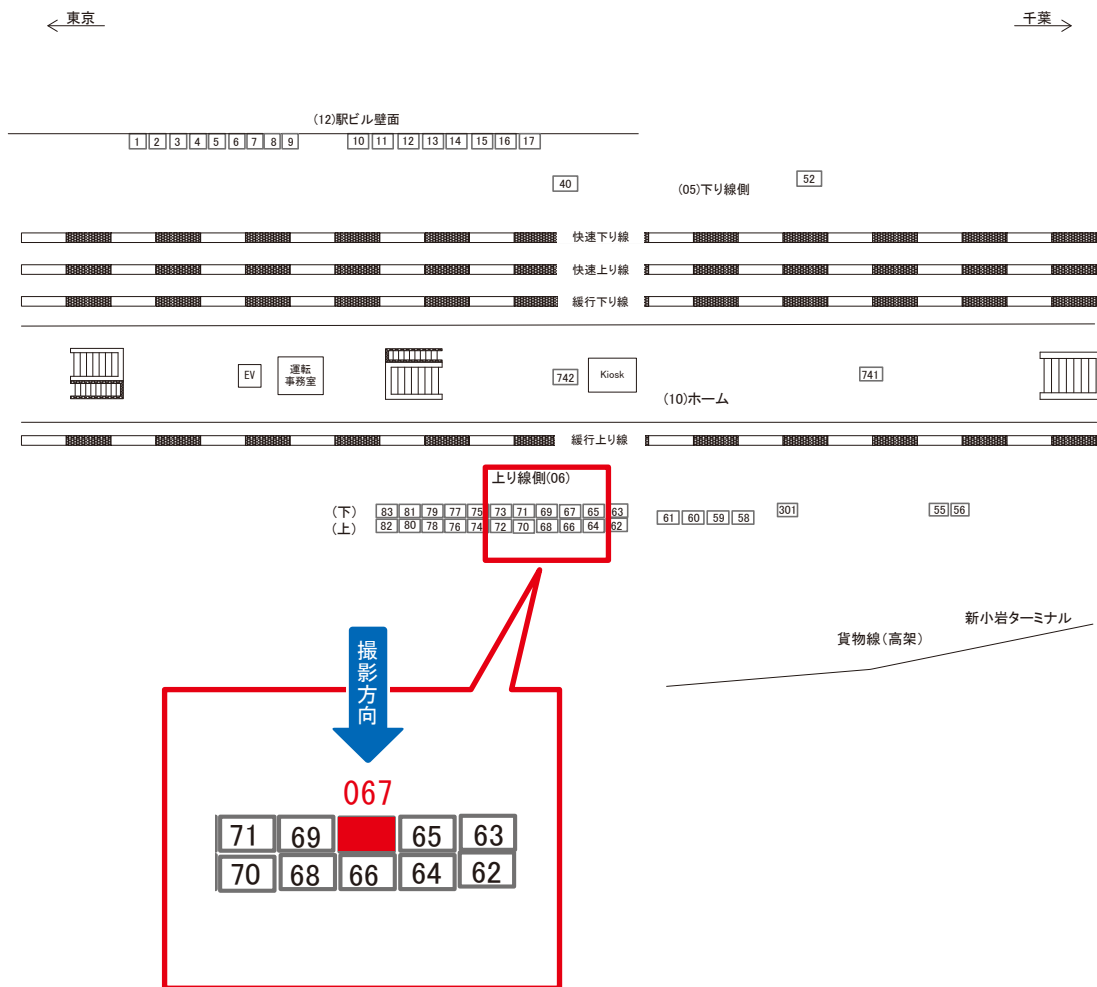 東京
千葉
(12)駅ビル壁面
1 2 3 4 5 6 7 8 9 10 11 12 13 14 15 16 17
40
(05)下り線側
52
快速下り線
快速上り線
緩行下り線
EV
運転
事務室
742
Kiosk
741
(10)ホーム
緩行上り線
上り線側(06)
(下) 83 81 79 77 75 73 71 69 67 65 63
(上) 82 80 78 76 74 72 70 68 66 64 62
61 60 59 58
301
55 56
新小岩ターミナル
貨物線(高架)
撮影方向
067
71 69 65 63
70 68 66 64 62